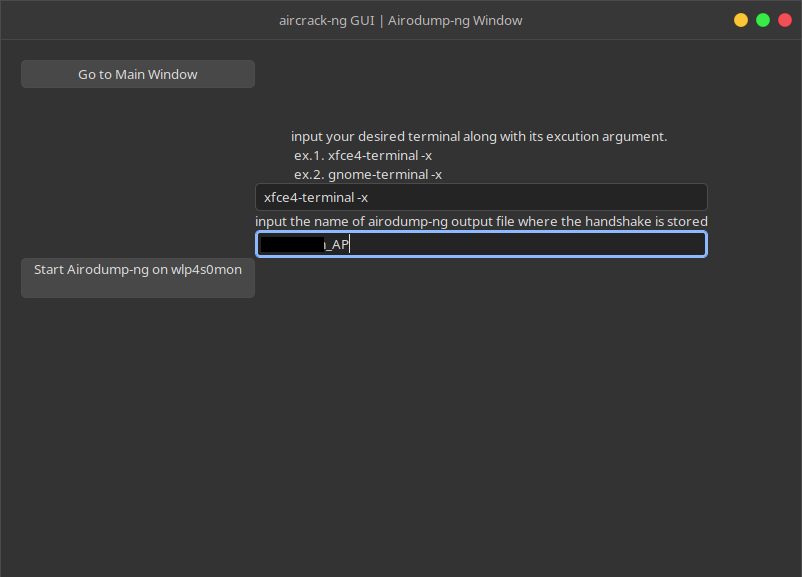 aircrack-ng GUI | Airodump-ng Window
Go to Main Window
input your desired terminal along with its excution argument.
ex.1. xfce4-terminal -x
ex.2. gnome-terminal -x
xfce4-terminal -x
input the name of airodump-ng output file where the handshake is stored
_AP
Start Airodump-ng on wlp4s0mon